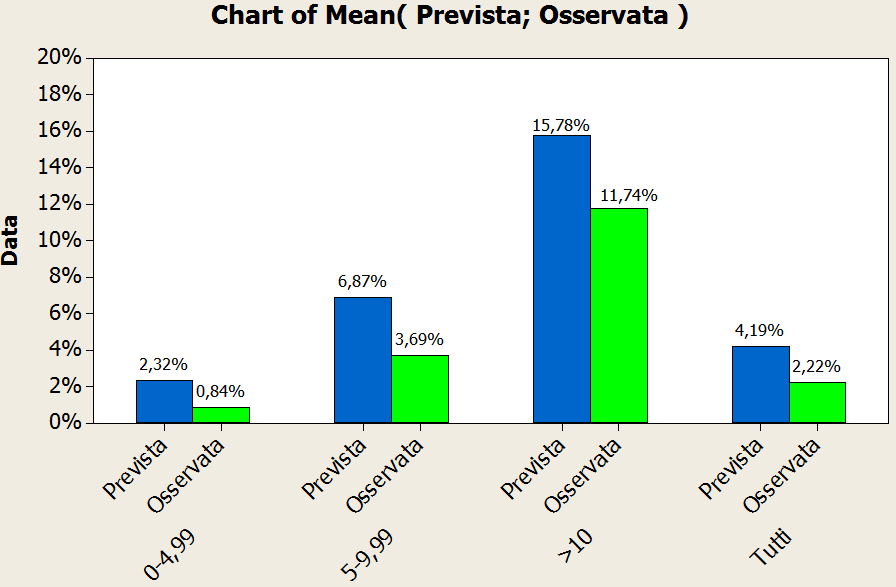 Chart of Mean( Prevista; Osservata )
Data
20%
18%
16%
14%
12%
10%
8%
6%
4%
2%
0%
2,32%
0,84%
6,87%
3,69%
15,78%
11,74%
4,19%
2,22%
Prevista
Osservata
Prevista
Osservata
Prevista
Osservata
Prevista
Osservata
0-4,99
5-9,99
>10
Tutti